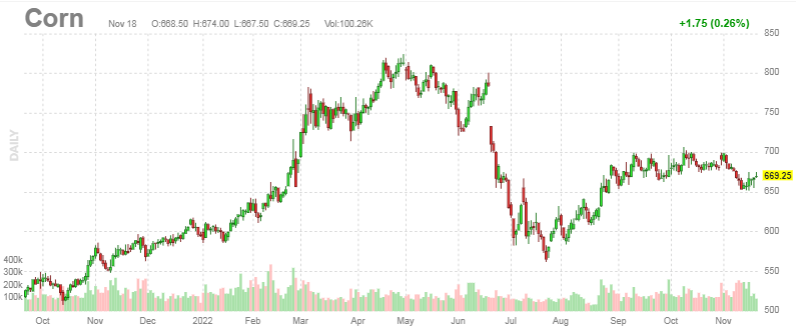 Corn Nov 18 O:668.50 H:674.00 L:667.50 C:669.25 Vol:100.26K +1.75 (0.26%)
850
800
750
700
669.25
650
DAILY
600
550
500
400k
300k
200k
100k
Oct Nov Dec 2022 Feb Mar Apr May Jun Jul Aug Sep Oct Nov